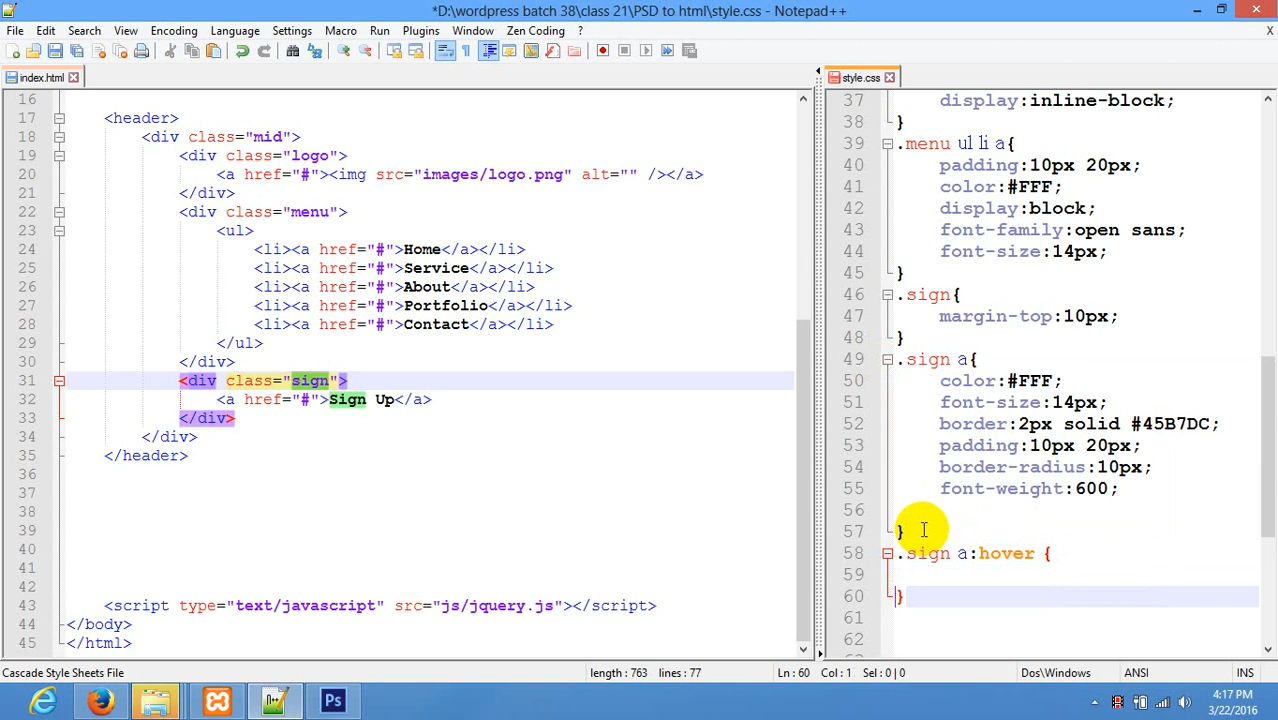 *D:\wordpress batch 38\class 21\PSD to html\style.css - Notepad++
File Edit Search View Encoding Language Settings Macro Run Plugins Window Zen Coding ? X
index.html
16
17 <header>
18 <div class="mid">
19 <div class="logo">
20 <a href="#"><img src="images/logo.png" alt="" /></a>
21 </div>
22 <div class="menu">
23 <ul>
24 <li><a href="#">Home</a></li>
25 <li><a href="#">Service</a></li>
26 <li><a href="#">About</a></li>
27 <li><a href="#">Portfolio</a></li>
28 <li><a href="#">Contact</a></li>
29 </ul>
30 </div>
31 <div class="sign">
32 <a href="#">Sign Up</a>
33 </div>
34 </div>
35 </header>
36
37
38
39
40
41
42
43 <script type="text/javascript" src="js/jquery.js"></script>
44 </body>
45 </html>
style.css
37 display:inline-block;
38 }
39 .menu ul li a{
40 padding:10px 20px;
41 color:#FFF;
42 display:block;
43 font-family:open sans;
44 font-size:14px;
45 }
46 .sign{
47 margin-top:10px;
48 }
49 .sign a{
50 color:#FFF;
51 font-size:14px;
52 border:2px solid #45B7DC;
53 padding:10px 20px;
54 border-radius:10px;
55 font-weight:600;
56
57 }
58 .sign a:hover {
59
60 }
61
62
Cascade Style Sheets File length : 763 lines : 77 Ln : 60 Col : 1 Sel : 0 | 0 Dos\Windows ANSI INS
Ps
4:17 PM
3/22/2016